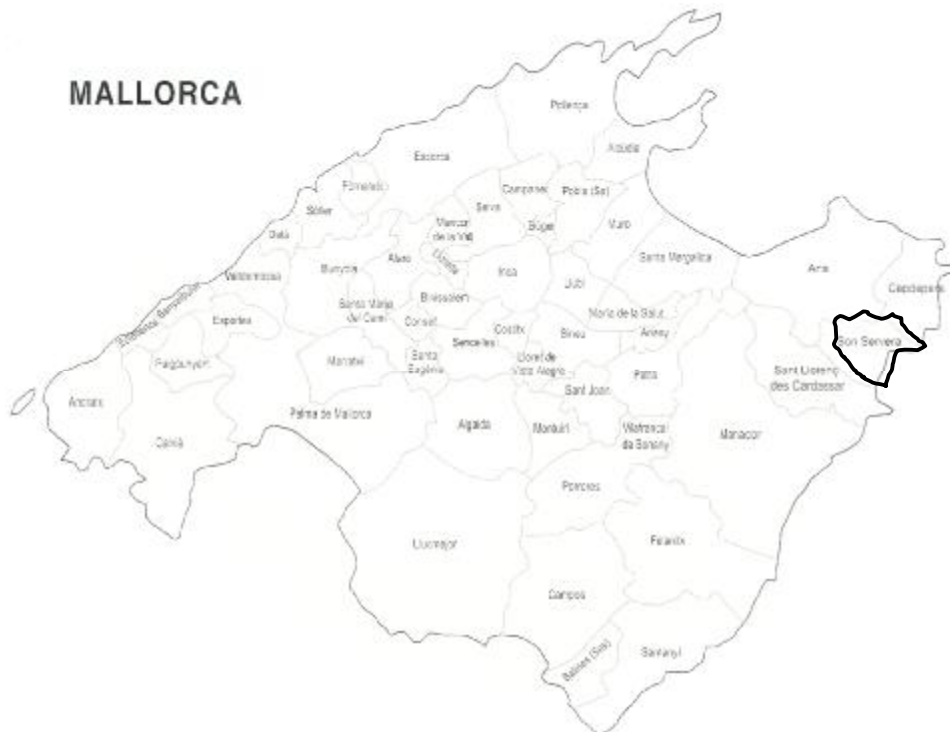 MALLORCA
Pollença
Alcúdia
Escorca
Fornalutx
Campanet
Pobla (Sa)
Selva
Sóller
Mancor
de la Vall
Búger
Muro
Deià
Artà
Santa Margalida
Alaró
Lloseta
Bunyola
Inca
Valldemossa
Llubí
Capdepera
Binissalem
Santa Maria
del Camí
Maria de la Salut
Esporles
Consell
Costitx
Sineu
Ariany
Son Servera
Sencelles
Puigpunyent
Marratxí
Santa
Eugènia
Lloret de
Vista Alegre
Petra
Sant Llorenç
des Cardassar
Sant Joan
Andratx
Palma de Mallorca
Algaida
Montuïri
Vilafranca
de Bonany
Manacor
Calvià
Porreres
Llucmajor
Felanitx
Campos
Santanyí
Salines (Ses)